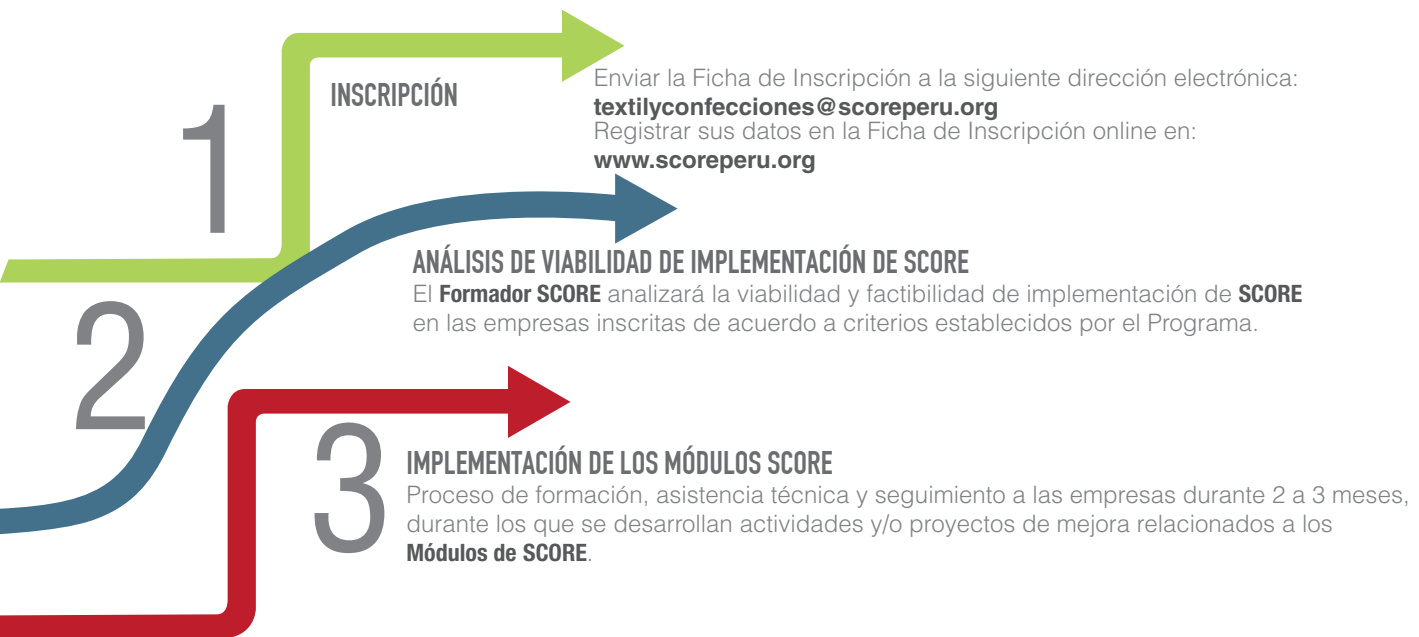 1
INSCRIPCIÓN
Enviar la Ficha de Inscripción a la siguiente dirección electrónica:
textilyconfecciones@scoreperu.org
Registrar sus datos en la Ficha de Inscripción online en:
www.scoreperu.org
2
ANÁLISIS DE VIABILIDAD DE IMPLEMENTACIÓN DE SCORE
El Formador SCORE analizará la viabilidad y factibilidad de implementación de SCORE
en las empresas inscritas de acuerdo a criterios establecidos por el Programa.
3
IMPLEMENTACIÓN DE LOS MÓDULOS SCORE
Proceso de formación, asistencia técnica y seguimiento a las empresas durante 2 a 3 meses,
durante los que se desarrollan actividades y/o proyectos de mejora relacionados a los
Módulos de SCORE.